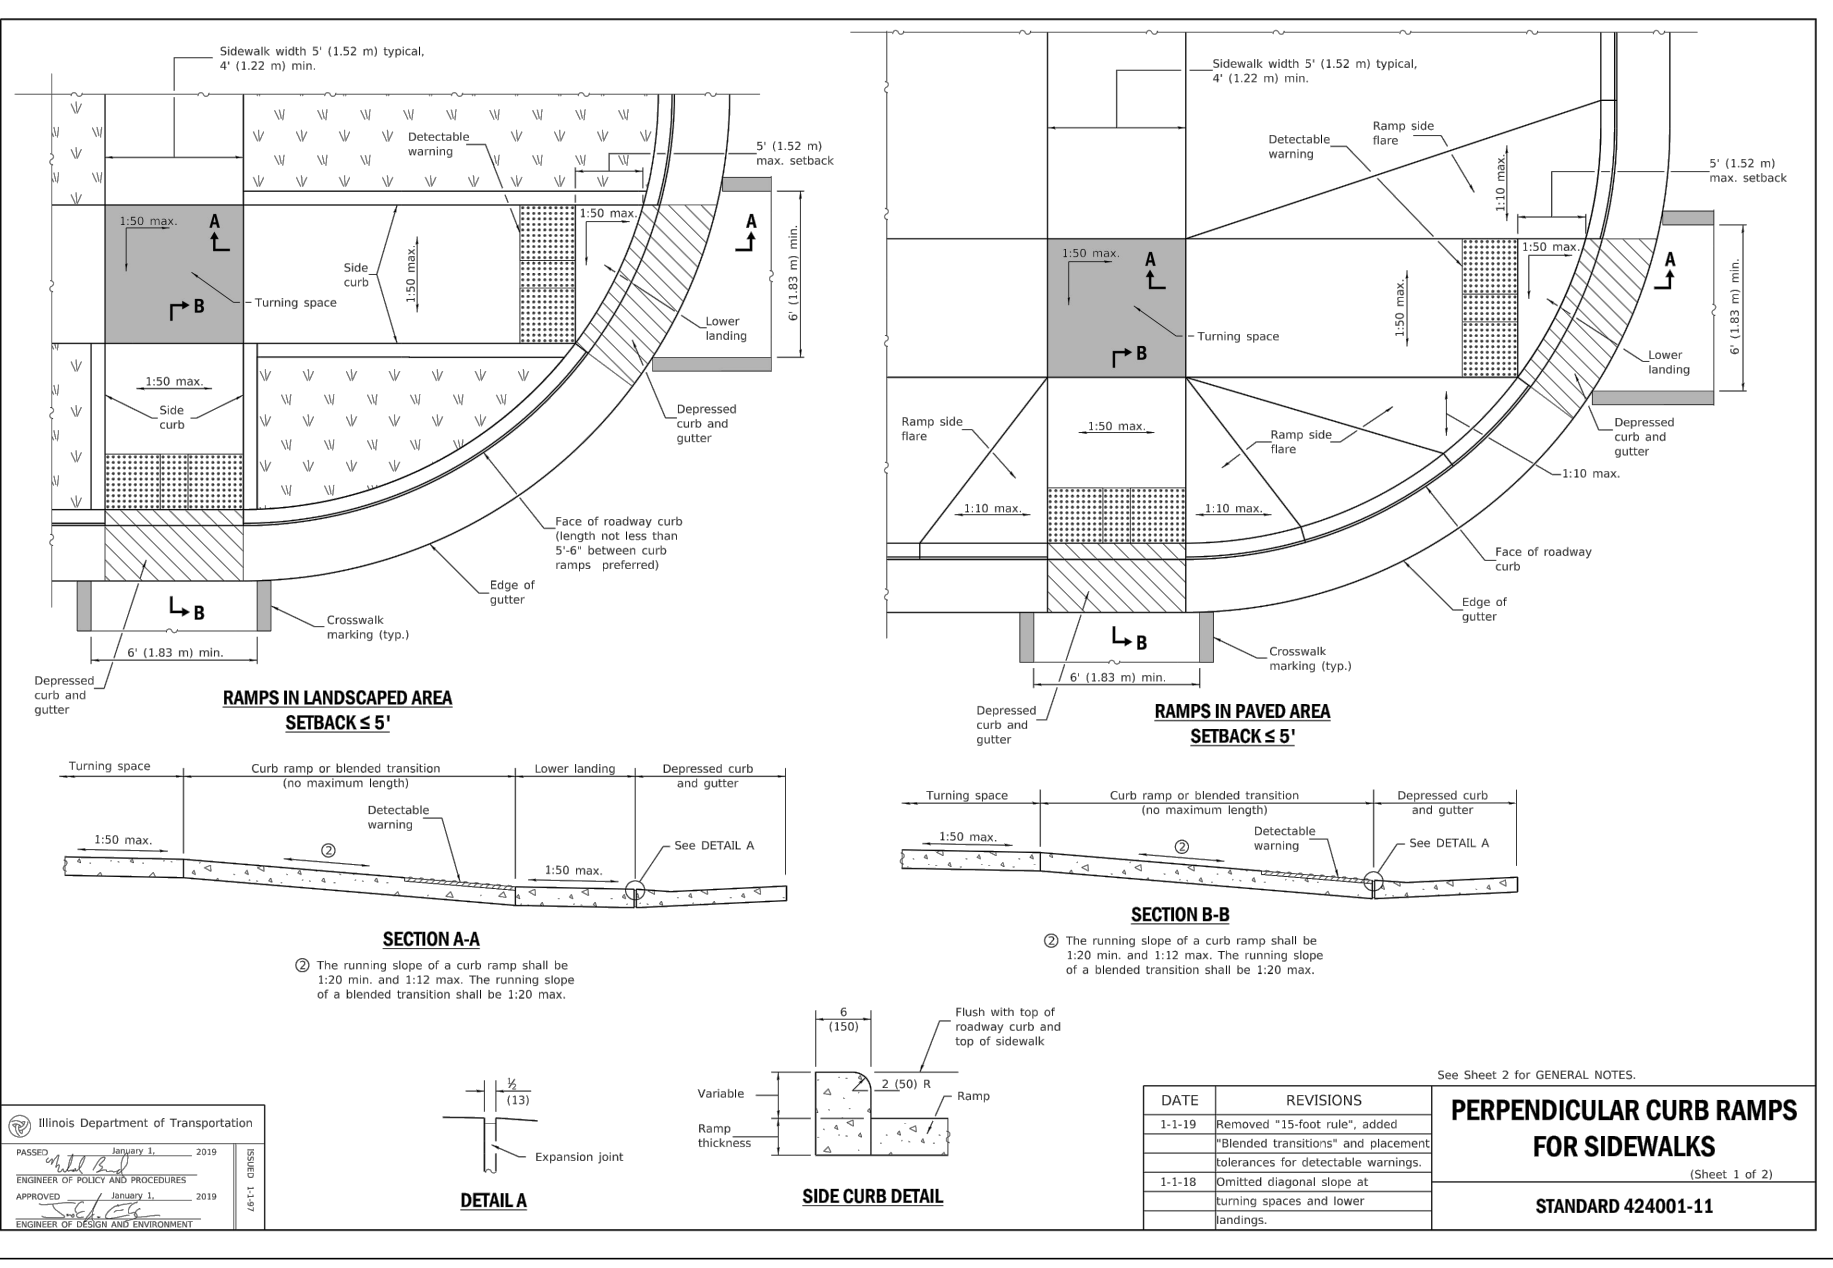 Sidewalk width 5' (1.52 m) typical,
4' (1.22 m) min.
Detectable
warning
5' (1.52 m)
max. setback
1:50 max.
A
1:50 max.
A
Side
curb
1:50 max.
6' (1.83 m) min.
B
Turning space
Lower
landing
1:50 max.
Side
curb
Depressed
curb and
gutter
Face of roadway curb
(length not less than
5'-6" between curb
ramps preferred)
Edge of
gutter
B
Crosswalk
marking (typ.)
6' (1.83 m) min.
Depressed
curb and
gutter
RAMPS IN LANDSCAPED AREA
SETBACK ≤ 5'
Sidewalk width 5' (1.52 m) typical,
4' (1.22 m) min.
Detectable
warning
Ramp side
flare
1:10 max.
5' (1.52 m)
max. setback
1:50 max.
A
1:50 max.
A
1:50 max.
6' (1.83 m) min.
Turning space
B
Lower
landing
Ramp side
flare
1:50 max.
Ramp side
flare
Depressed
curb and
gutter
1:10 max.
1:10 max.
1:10 max.
Face of roadway
curb
Edge of
gutter
B
Crosswalk
marking (typ.)
6' (1.83 m) min.
Depressed
curb and
gutter
RAMPS IN PAVED AREA
SETBACK ≤ 5'
Turning space
Curb ramp or blended transition
(no maximum length)
Lower landing
Depressed curb
and gutter
Detectable
warning
1:50 max.
②
See DETAIL A
1:50 max.
SECTION A-A
② The running slope of a curb ramp shall be
1:20 min. and 1:12 max. The running slope
of a blended transition shall be 1:20 max.
Turning space
Curb ramp or blended transition
(no maximum length)
Depressed curb
and gutter
Detectable
warning
1:50 max.
②
See DETAIL A
SECTION B-B
② The running slope of a curb ramp shall be
1:20 min. and 1:12 max. The running slope
of a blended transition shall be 1:20 max.
½
(13)
Expansion joint
DETAIL A
6
(150)
Flush with top of
roadway curb and
top of sidewalk
Variable
2 (50) R
Ramp
Ramp
thickness
SIDE CURB DETAIL
Illinois Department of Transportation
PASSED January 1, 2019
ENGINEER OF POLICY AND PROCEDURES
APPROVED January 1, 2019
ENGINEER OF DESIGN AND ENVIRONMENT
ISSUED 1-1-97
See Sheet 2 for GENERAL NOTES.
DATE REVISIONS
1-1-19 Removed "15-foot rule", added
"Blended transitions" and placement
tolerances for detectable warnings.
1-1-18 Omitted diagonal slope at
turning spaces and lower
landings.
PERPENDICULAR CURB RAMPS
FOR SIDEWALKS
(Sheet 1 of 2)
STANDARD 424001-11